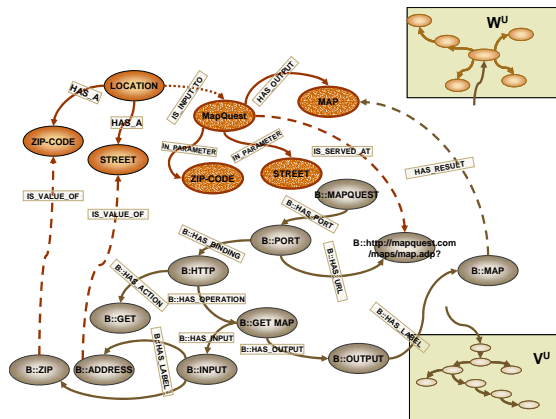 W^U
LOCATION
HAS_A
IS_INPUT-TO
HAS_OUTPUT
MAP
MapQuest
HAS_A
ZIP-CODE
STREET
IN_PARAMETER
IN_PARAMETER
IS_SERVED_AT
ZIP-CODE
STREET
HAS_RESULT
IS_VALUE_OF
IS_VALUE_OF
B::MAPQUEST
B::HAS_PORT
B::PORT
B::HAS_BINDING
B::http://mapquest.com
/maps/map.adp?
B::HAS_URL
B::MAP
B:HTTP
B::HAS_ACTION
B::HAS_OPERATION
B::GET
B::GET MAP
B::HAS_LABEL
B::HAS_INPUT
B::HAS_OUTPUT
B::OUTPUT
B::HAS_LABEL
B::ZIP
B::ADDRESS
B::INPUT
V^U